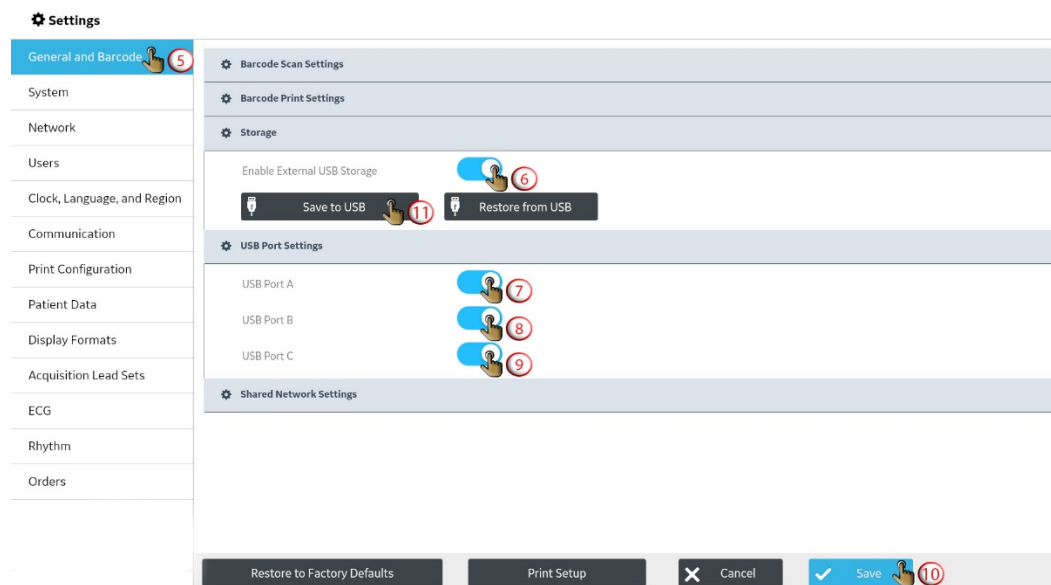 Settings
General and Barcode 5
System
Network
Users
Clock, Language, and Region
Communication
Print Configuration
Patient Data
Display Formats
Acquisition Lead Sets
ECG
Rhythm
Orders
Barcode Scan Settings
Barcode Print Settings
Storage
Enable External USB Storage 6
Save to USB 11 Restore from USB
USB Port Settings
USB Port A 7
USB Port B 8
USB Port C 9
Shared Network Settings
Restore to Factory Defaults Print Setup Cancel Save 10